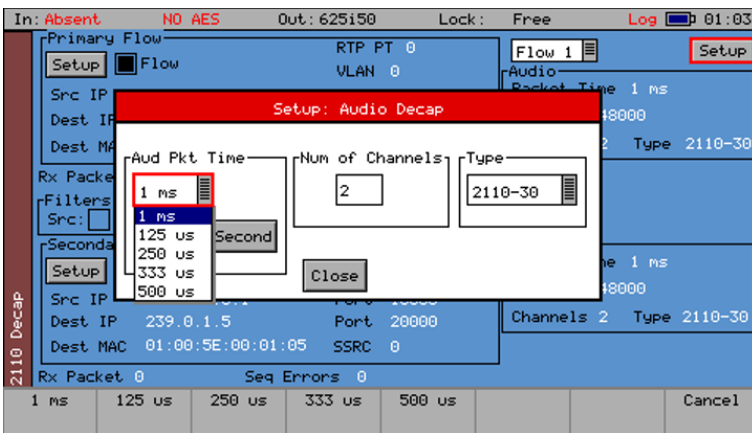 In: Absent NO AES Out: 625i50 Lock: Free Log 01:03
Primary Flow
RTP PT 0
Flow 1
Setup
Setup Flow
VLAN 0
Audio
Src IP
Packet Time 1 ms
Setup: Audio Decap
Dest IP
48000
Dest MA
2 Type 2110-30
Aud Pkt Time
Num of Channels
Type
Rx Packe
1 ms
2
2110-30
Filters
Src:
1 ms
125 us
Second
Seconda
250 us
Setup
333 us
Close
me 1 ms
500 us
Src IP
48000
Dest IP 239.0.1.5 Port 20000
Channels 2 Type 2110-30
Dest MAC 01:00:5E:00:01:05 SSRC 0
2110 Decap
Rx Packet 0 Seq Errors 0
1 ms 125 us 250 us 333 us 500 us Cancel